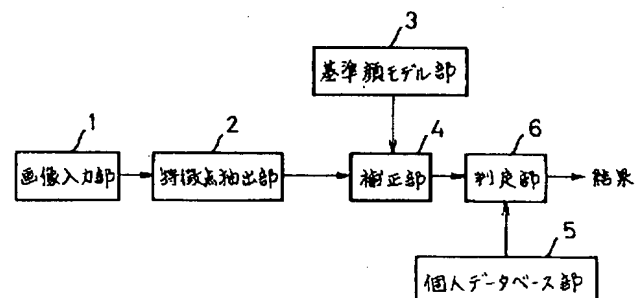 3
基準顔モデル部
1
2
4
6
画像入力部
特徴点抽出部
補正部
判定部
結果
5
個人データベース部